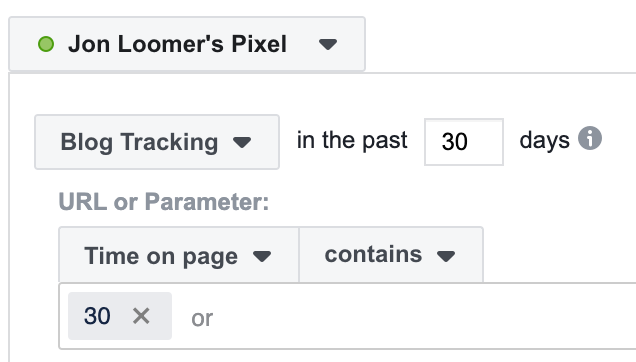 Jon Loomer's Pixel
Blog Tracking in the past 30 days
URL or Parameter:
Time on page contains
30 or